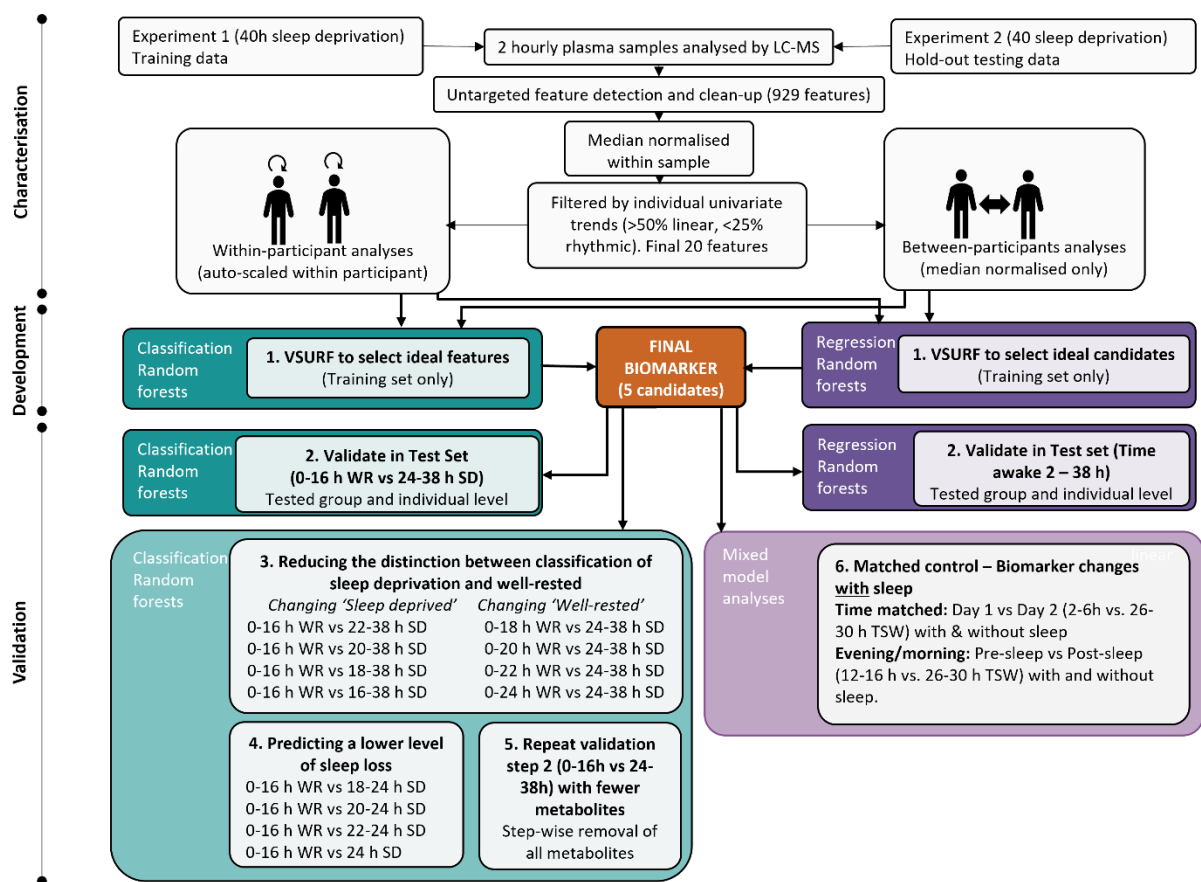 Characterisation
Experiment 1 (40h sleep deprivation)
Training data
2 hourly plasma samples analysed by LC-MS
Experiment 2 (40 sleep deprivation)
Hold-out testing data
Untargeted feature detection and clean-up (929 features)
Median normalised
within sample
Filtered by individual univariate
trends (>50% linear, <25%
rhythmic). Final 20 features
Within-participant analyses
(auto-scaled within participant)
Between-participants analyses
(median normalised only)
Development
Classification
Random
forests
1. VSURF to select ideal features
(Training set only)
FINAL
BIOMARKER
(5 candidates)
Regression
Random
forests
1. VSURF to select ideal candidates
(Training set only)
Validation
Classification
Random
forests
2. Validate in Test Set
(0-16 h WR vs 24-38 h SD)
Tested group and individual level
Regression
Random
forests
2. Validate in Test set (Time
awake 2 – 38 h)
Tested group and individual level
Classification
Random
forests
3. Reducing the distinction between classification of
sleep deprivation and well-rested
Changing ‘Sleep deprived’
0-16 h WR vs 22-38 h SD
0-16 h WR vs 20-38 h SD
0-16 h WR vs 18-38 h SD
0-16 h WR vs 16-38 h SD
Changing ‘Well-rested’
0-18 h WR vs 24-38 h SD
0-20 h WR vs 24-38 h SD
0-22 h WR vs 24-38 h SD
0-24 h WR vs 24-38 h SD
4. Predicting a lower level
of sleep loss
0-16 h WR vs 18-24 h SD
0-16 h WR vs 20-24 h SD
0-16 h WR vs 22-24 h SD
0-16 h WR vs 24 h SD
5. Repeat validation
step 2 (0-16h vs 24-
38h) with fewer
metabolites
Step-wise removal of
all metabolites
Mixed linear
model
analyses
6. Matched control – Biomarker changes
with sleep
Time matched: Day 1 vs Day 2 (2-6h vs. 26-
30 h TSW) with & without sleep
Evening/morning: Pre-sleep vs Post-sleep
(12-16 h vs. 26-30 h TSW) with and without
sleep.